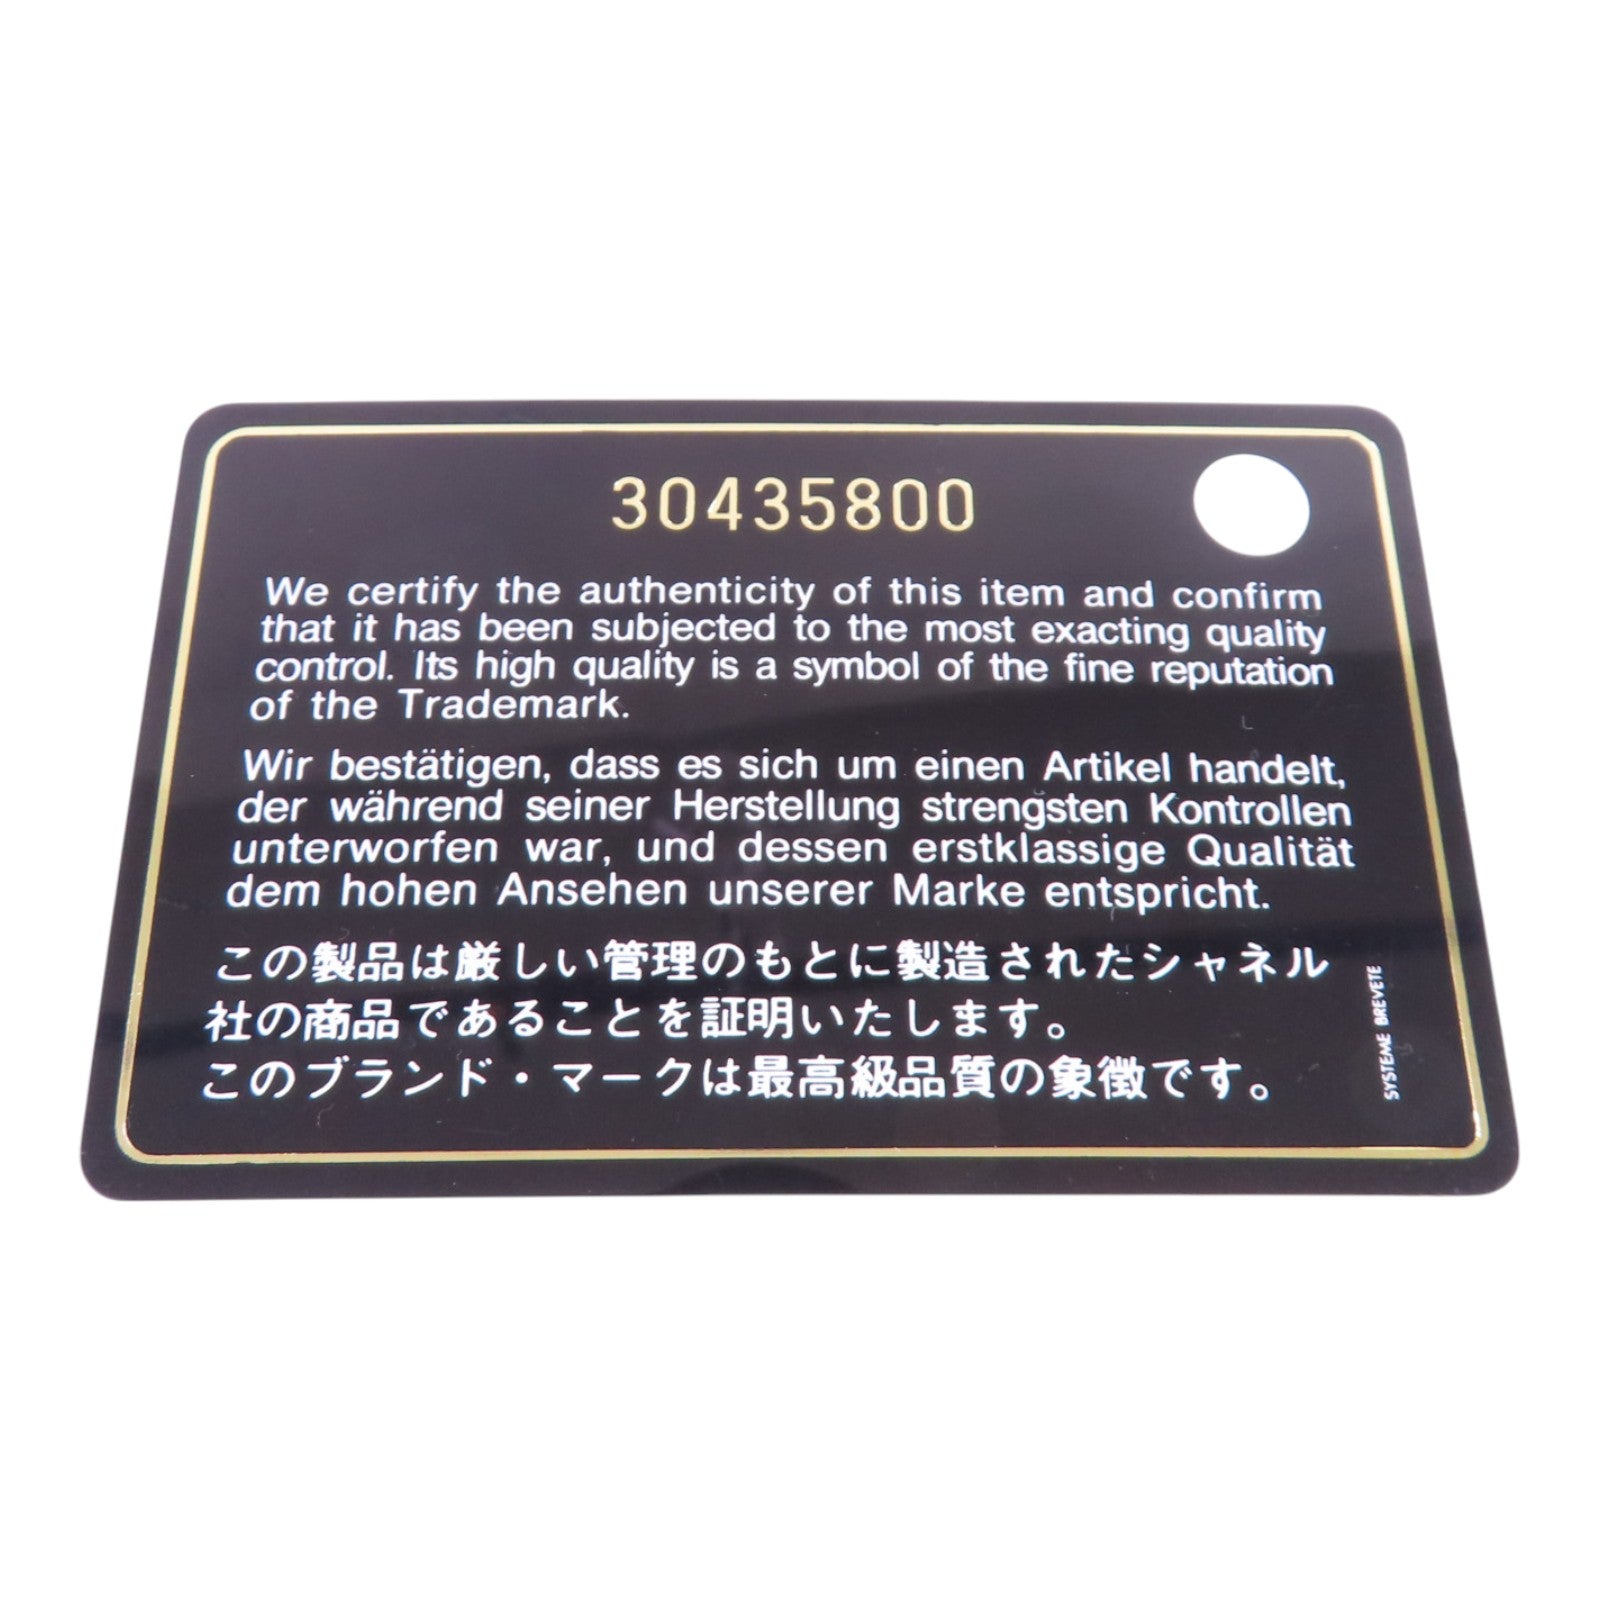 30435800
We certify the authenticity of this item and confirm
that it has been subjected to the most exacting quality
control. Its high quality is a symbol of the fine reputation
of the Trademark.
Wir bestätigen, dass es sich um einen Artikel handelt,
der während seiner Herstellung strengsten Kontrollen
unterworfen war, und dessen erstklassige Qualität
dem hohen Ansehen unserer Marke entspricht.
この製品は厳しい管理のもとに製造されたシャネル
社の商品であることを証明いたします。
このブランド・マークは最高級品質の象徴です。
SYSTEME BREVETE